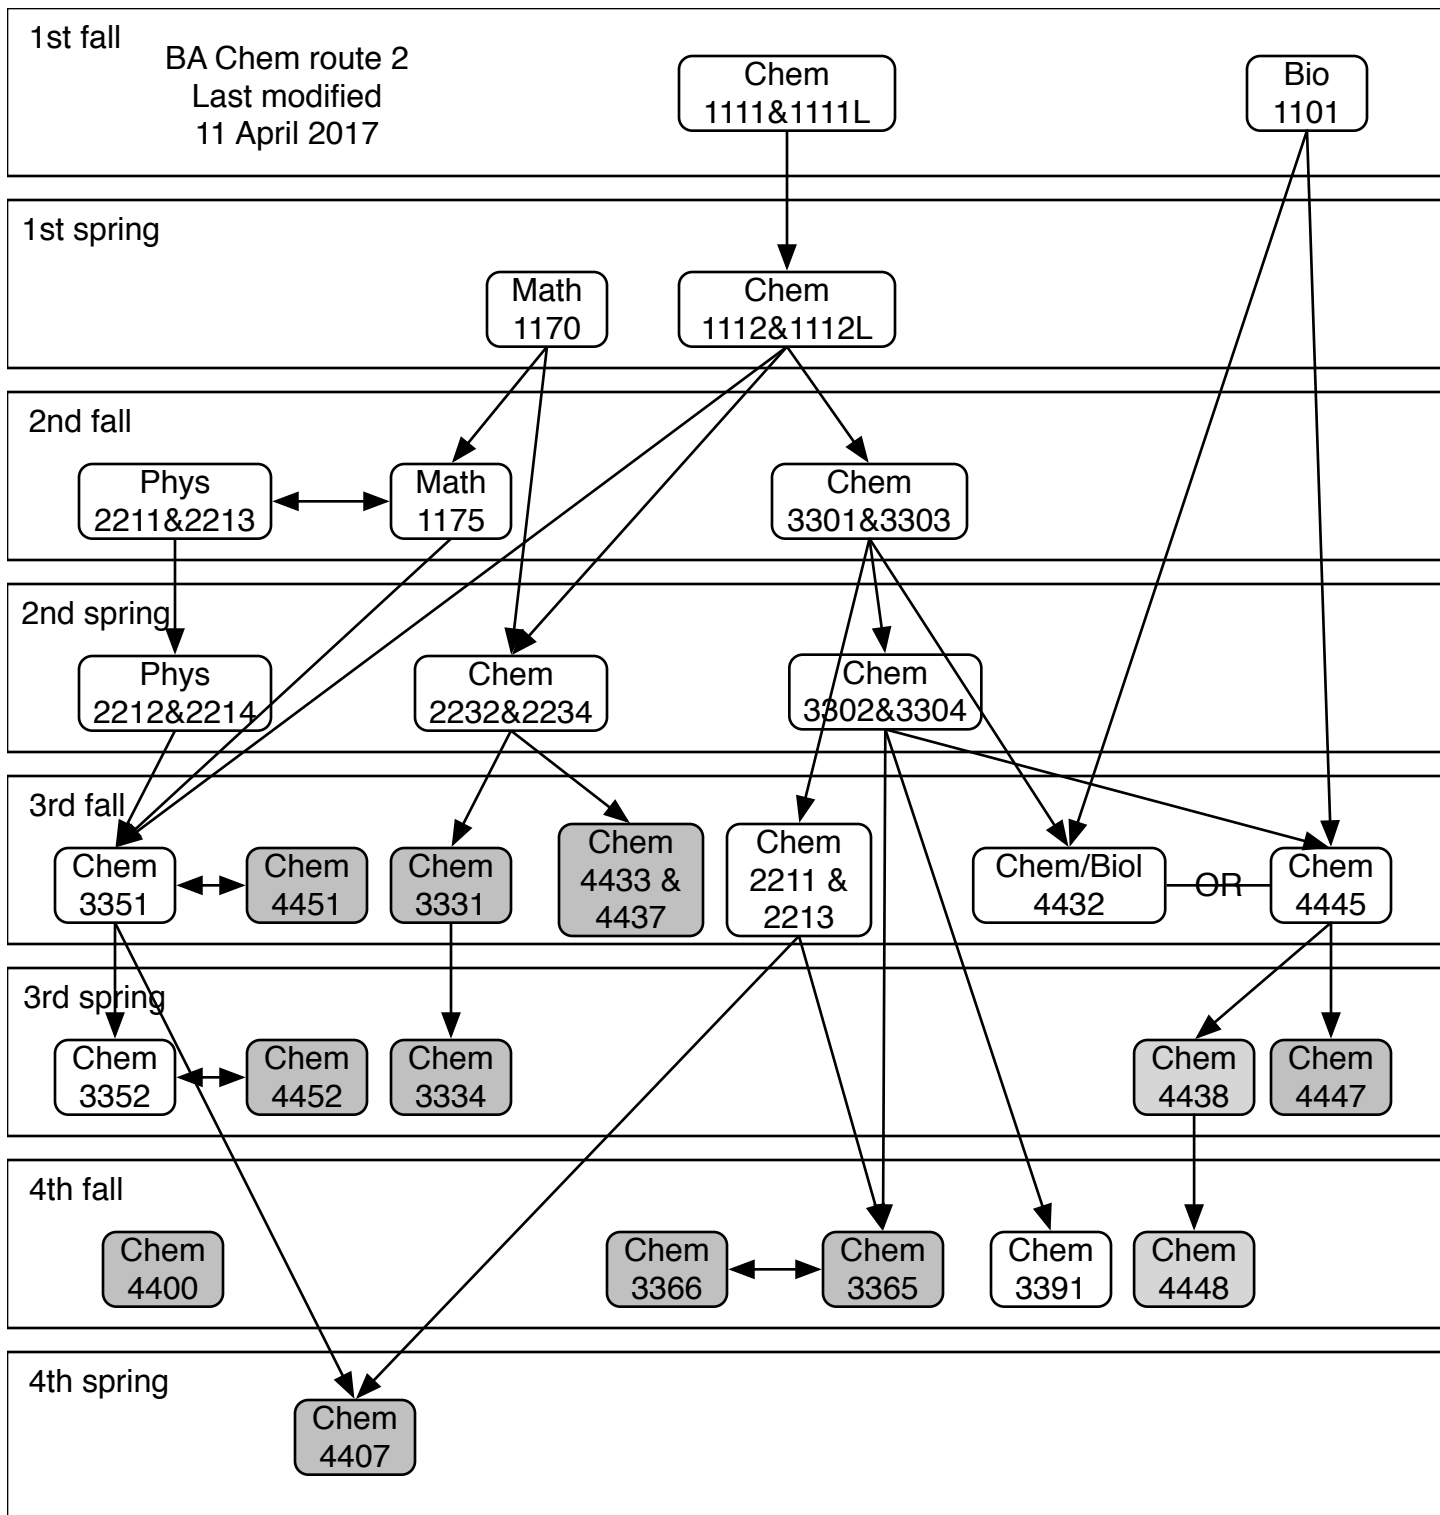 1st fall
BA Chem route 2
Last modified
11 April 2017
Chem
1111&1111L
Bio
1101
1st spring
Math
1170
Chem
1112&1112L
2nd fall
Phys
2211&2213
Math
1175
Chem
3301&3303
2nd spring
Phys
2212&2214
Chem
2232&2234
Chem
3302&3304
3rd fall
Chem
3351
Chem
4451
Chem
3331
Chem
4433 &
4437
Chem
2211 &
2213
Chem/Biol
4432
OR
Chem
4445
3rd spring
Chem
3352
Chem
4452
Chem
3334
Chem
4438
Chem
4447
4th fall
Chem
4400
Chem
3366
Chem
3365
Chem
3391
Chem
4448
4th spring
Chem
4407